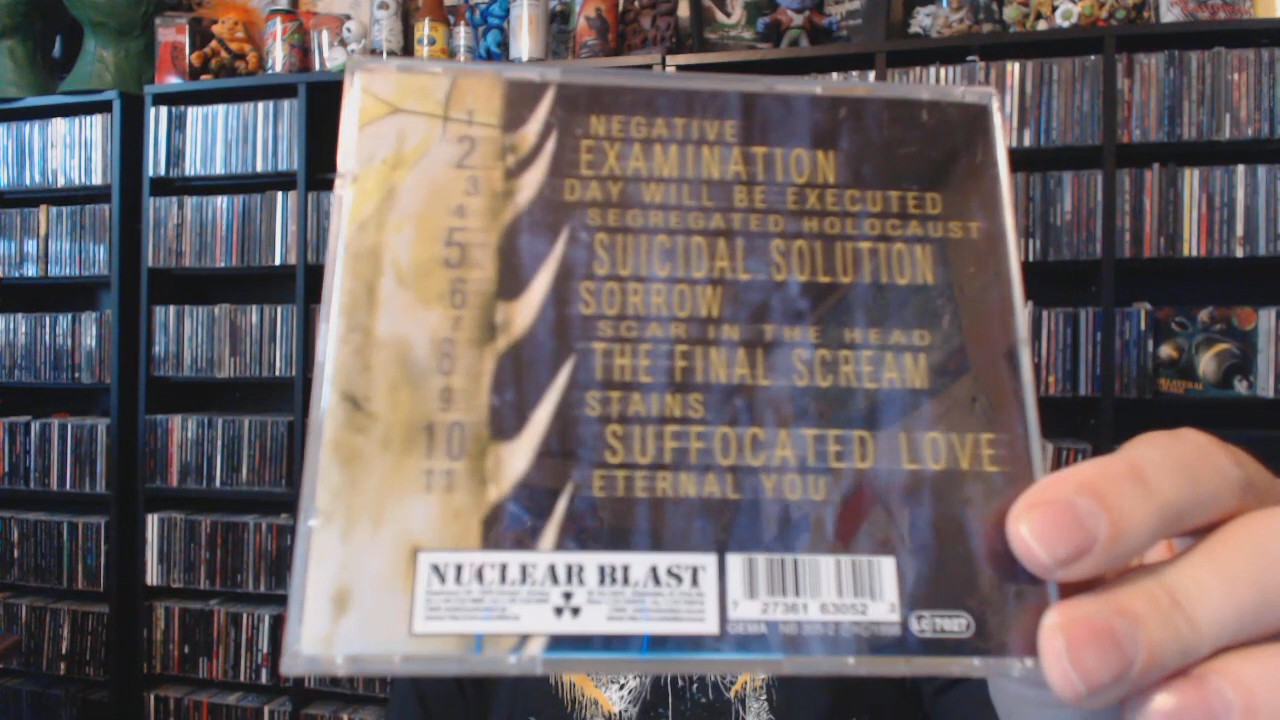 1 NEGATIVE
2 EXAMINATION
3 DAY WILL BE EXECUTED
4 SEGREGATED HOLOCAUST
5 SUICIDAL SOLUTION
6 SORROW
7 SCAR IN THE HEAD
8 THE FINAL SCREAM
9 STAINS
10 SUFFOCATED LOVE
11 ETERNAL YOU
NUCLEAR BLAST
7 27361 63052 3
GEMA
LC 7027